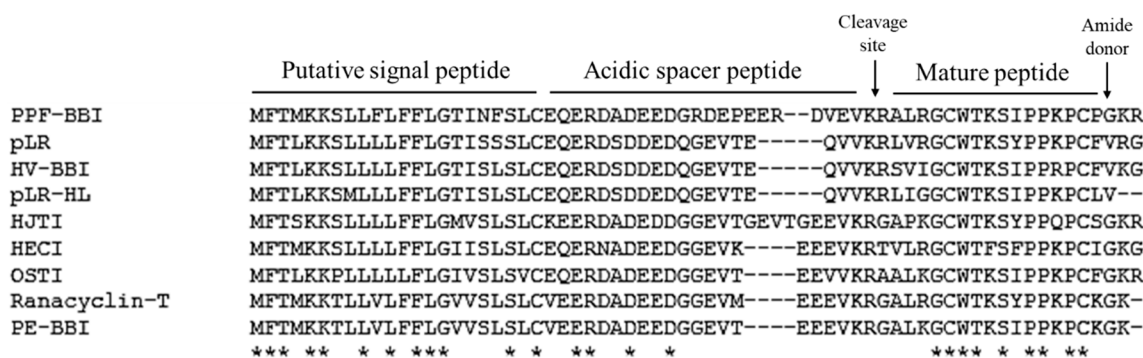 Cleavage site
Amide donor
Putative signal peptide
Acidic spacer peptide
Mature peptide
PPF-BBI MFTMKKSLLFLFFLGTINFSLCEQERDADEEDGRDEPEER--DVEVKRALRGCWTKSIPPKPCPGKR
pLR MFTLKKSLLLLFFLGTISSSLCEQERDSDDEDQGEVTE-----QVVKRLVRGCWTKSYPPKPCFVRG
HV-BBI MFTLKKSLLLLFFLGTISLSLCEQERDSDDEDQGEVTE-----QVVKRSVIGCWTKSIPPRPCFVKG
pLR-HL MFTLKKSMLLLFFLGTISLSLCEQERDSDDEDQGEVTE-----QVVKRLIGGCWTKSYPPKPCLV--
HJTI MFTSKKSLLLLFFLGMVSLSLCKEERDADEDDGGEVTGEVTGEEVKRGAPKGCWTKSYPPQPCSGKR
HECI MFTMKKSLLLLFFLGIISLSLCEQERNADEEDGGEVK----EEEVKRTVLRGCWTFSFPPKPCIGKG
OSTI MFTLKKPLLLLLFLGIVSLSVCEQERDADEEDGGEVT----EEVVKRAALKGCWTKSIPPKPCFGKR
Ranacyclin-T MFTMKKTLLVLFFLGVVSLSLCVEERDADEEDGGEVM----EEEVKRGALRGCWTKSYPPKPCKGK-
PE-BBI MFTMKKTLLVLFFLGVVSLSLCVEERDADEEDGGEVT----EEEVKRGALKGCWTKSIPPKPCKGK-
*** ** * * *** * * ** * * **** * ** **